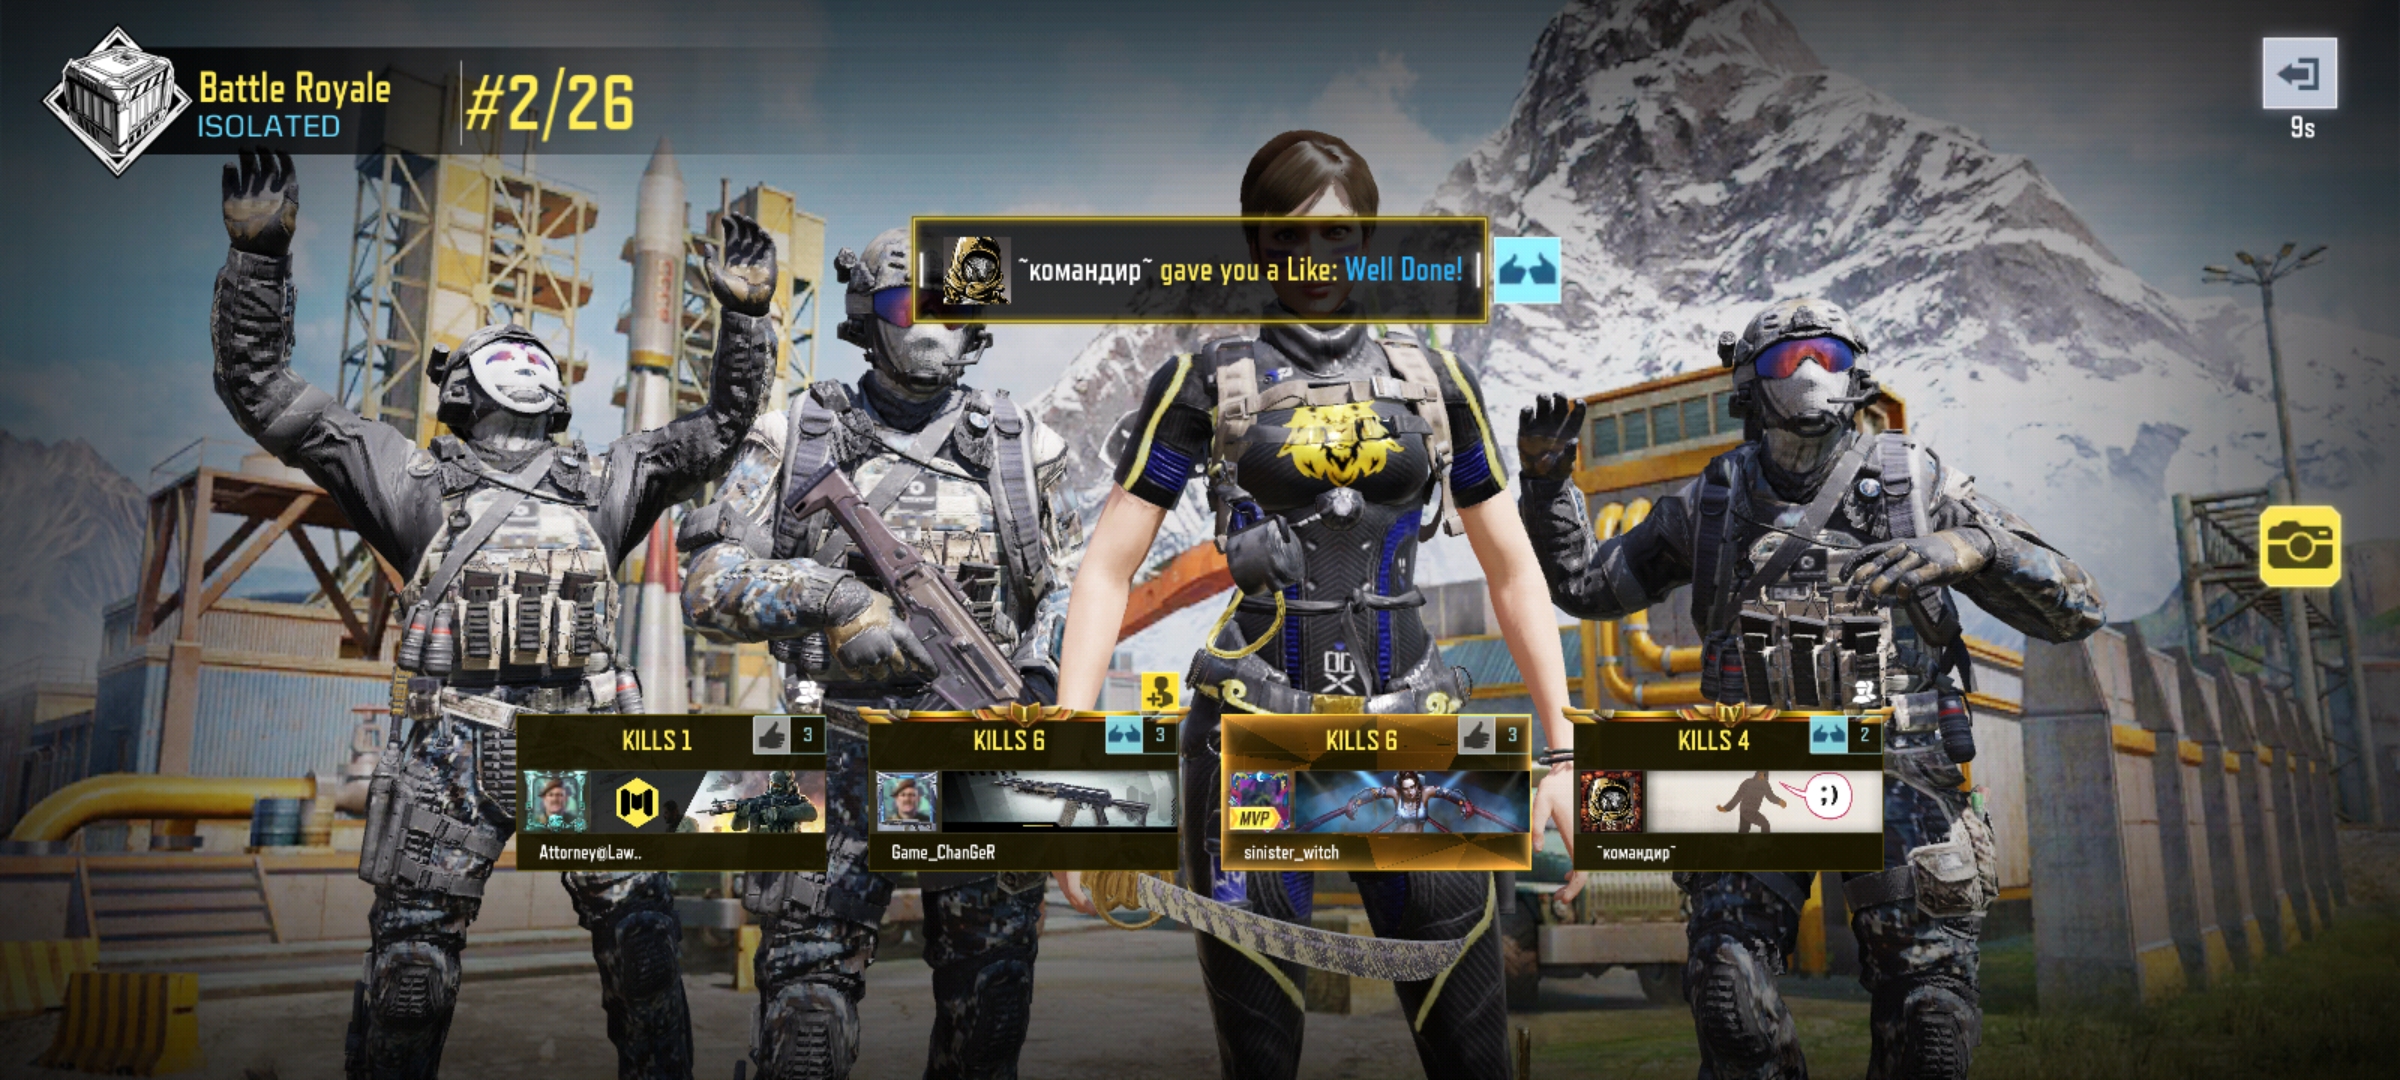 Battle Royale
ISOLATED
#2/26
9s
~командир~ gave you a Like: Well Done!
KILLS 1
3
Attorney@Law..
I
KILLS 6
3
Game_ChanGeR
KILLS 6
3
MVP
sinister_witch
IV
KILLS 4
2
;)
~командир~